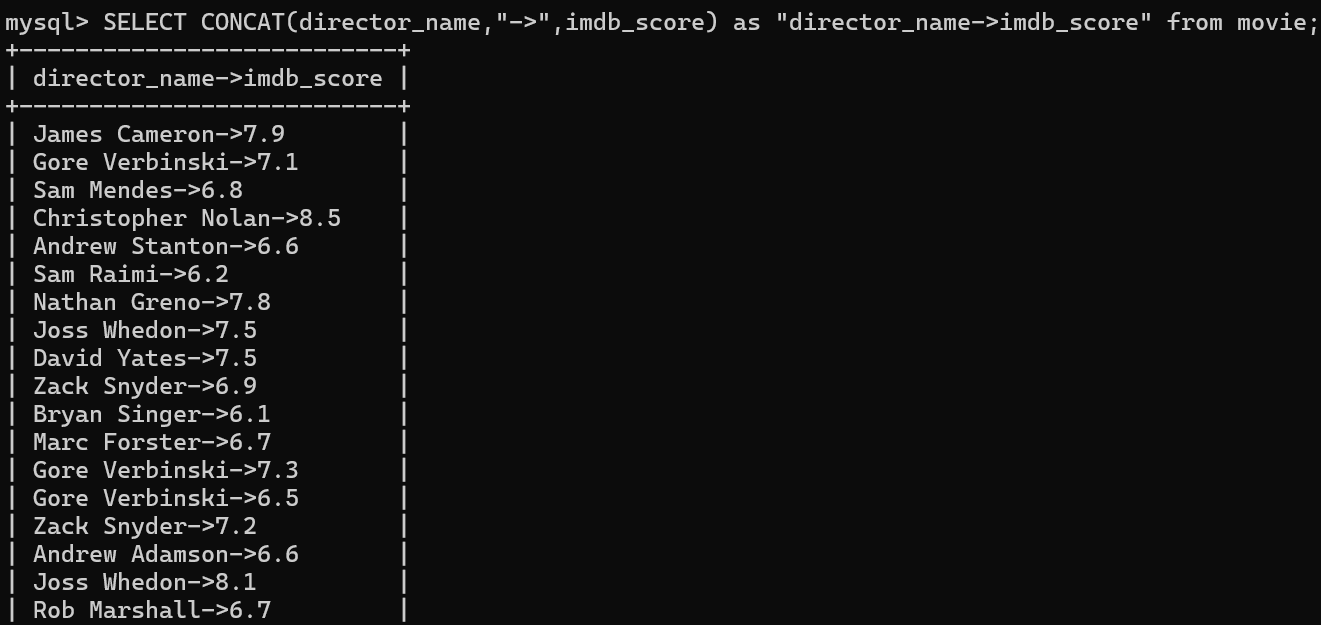 mysql> SELECT CONCAT(director_name,"->",imdb_score) as "director_name->imdb_score" from movie;
+---------------------------+
| director_name->imdb_score |
+---------------------------+
| James Cameron->7.9        |
| Gore Verbinski->7.1       |
| Sam Mendes->6.8           |
| Christopher Nolan->8.5    |
| Andrew Stanton->6.6       |
| Sam Raimi->6.2            |
| Nathan Greno->7.8         |
| Joss Whedon->7.5          |
| David Yates->7.5          |
| Zack Snyder->6.9          |
| Bryan Singer->6.1         |
| Marc Forster->6.7         |
| Gore Verbinski->7.3       |
| Gore Verbinski->6.5       |
| Zack Snyder->7.2          |
| Andrew Adamson->6.6       |
| Joss Whedon->8.1          |
| Rob Marshall->6.7         |